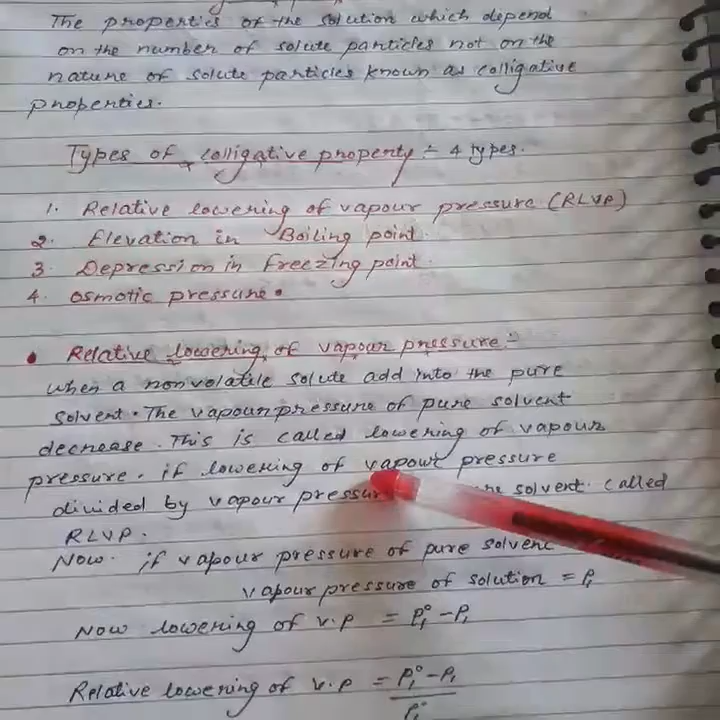 The properties of the solution which depend
on the number of solute particles not on the
nature of solute particles known as colligative
properties.
Types of colligative property :- 4 types.
1. Relative lowering of vapour pressure (RLVP)
2. Elevation in Boiling point.
3. Depression in freezing point.
4. osmotic pressure.
• Relative lowering of vapour pressure :-
when a nonvolatile solute add into the pure
solvent. The vapour pressure of pure solvent
decrease. This is called lowering of vapour
pressure. if lowering of vapour pressure
divided by vapour solvent called
RLVP.
Now. if vapour pressure of pure
vapour pressure of solution = P₁
Now lowering of v.p = P₁° - P₁
Relative lowering of v.p = P₁° - P₁
P₁°